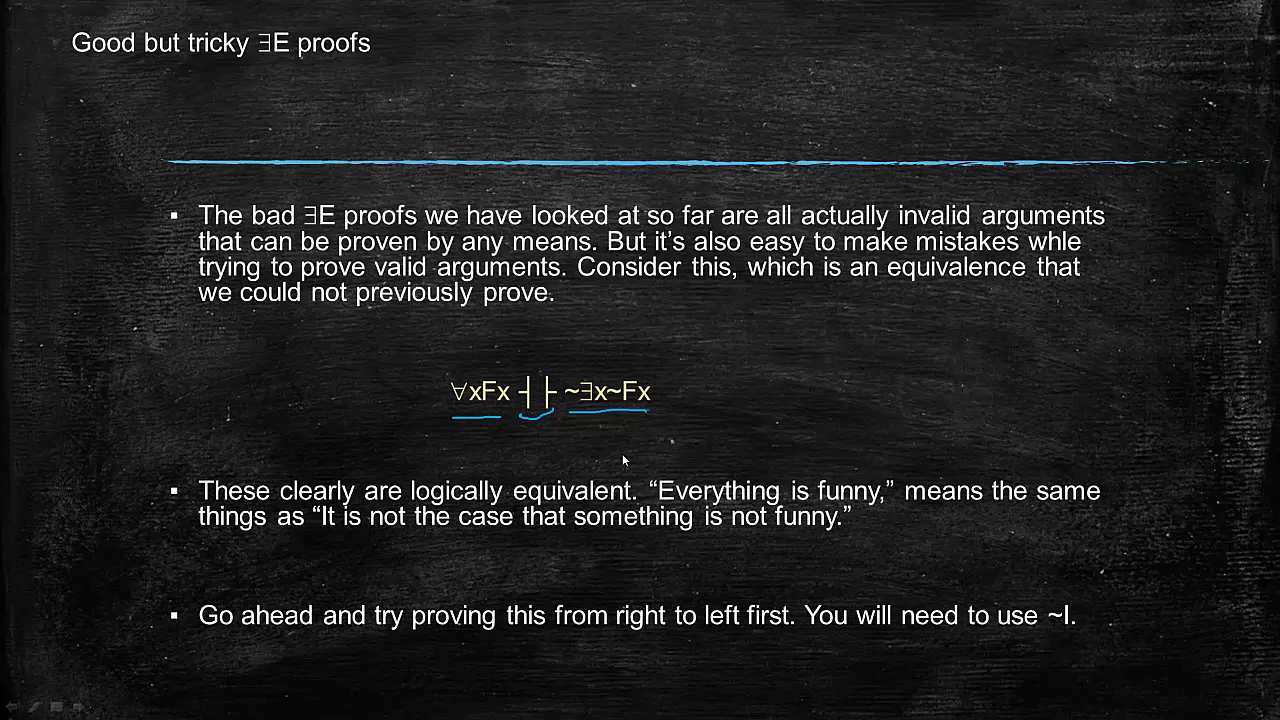 Good but tricky ∃E proofs
▪ The bad ∃E proofs we have looked at so far are all actually invalid arguments
that can be proven by any means. But it’s also easy to make mistakes whle
trying to prove valid arguments. Consider this, which is an equivalence that
we could not previously prove.
∀xFx ┤├ ~∃x~Fx
▪ These clearly are logically equivalent. “Everything is funny,” means the same
things as “It is not the case that something is not funny.”
▪ Go ahead and try proving this from right to left first. You will need to use ~I.